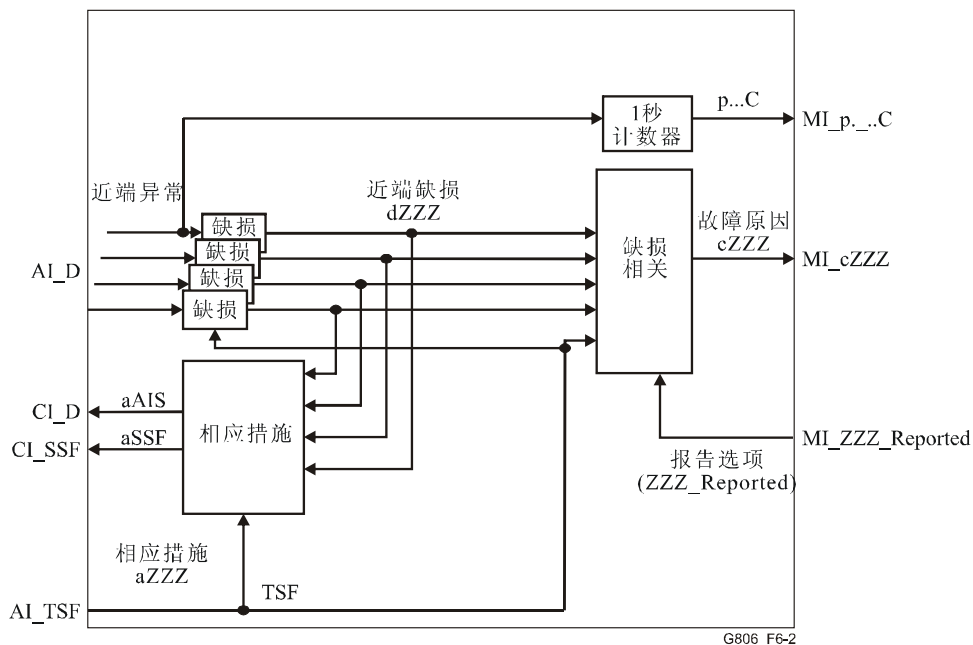 p...C
1秒
计数器
MI_p._..C
近端异常
近端缺损
dZZZ
缺损
缺损
缺损
缺损
缺损
相关
故障原因
cZZZ
MI_cZZZ
AI_D
aAIS
CI_D
aSSF
CI_SSF
相应措施
MI_ZZZ_Reported
报告选项
(ZZZ_Reported)
相应措施
aZZZ
TSF
AI_TSF
G806 F6-2